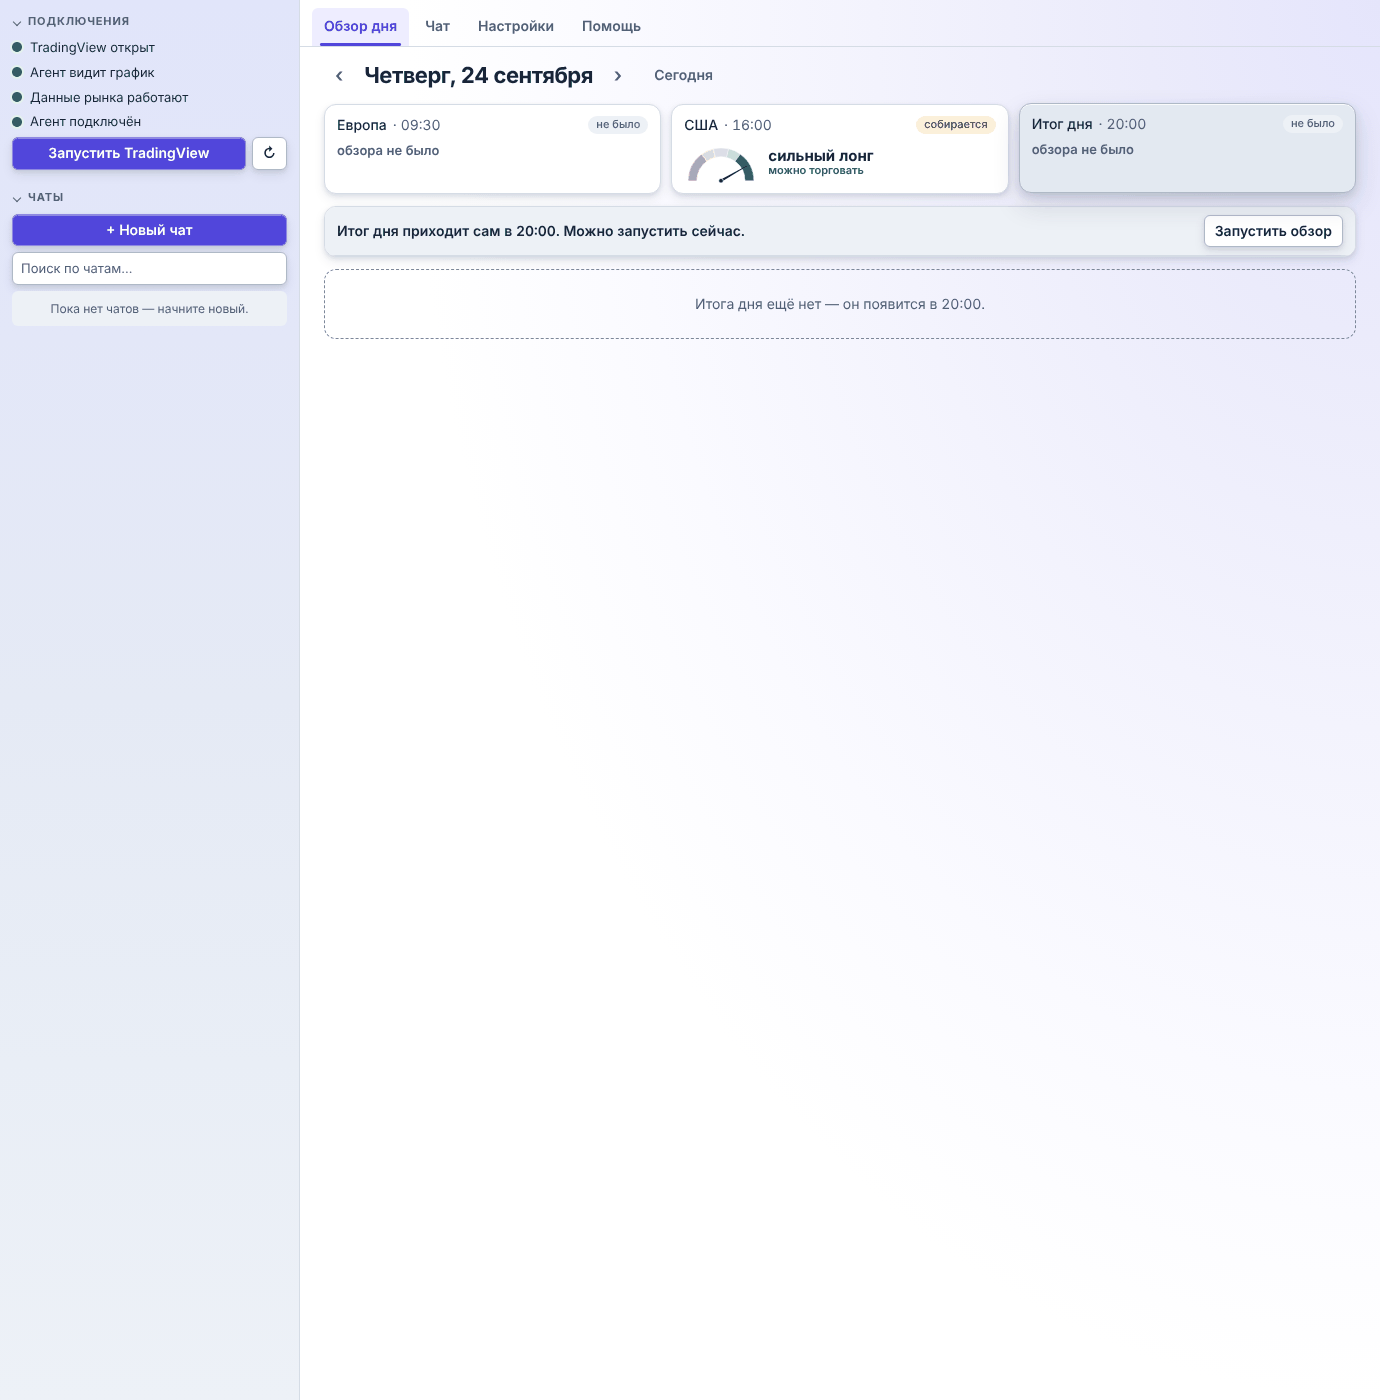 ПОДКЛЮЧЕНИЯ
TradingView открыт
Агент видит график
Данные рынка работают
Агент подключён
Запустить TradingView
ЧАТЫ
+ Новый чат
Поиск по чатам...
Пока нет чатов — начните новый.
Обзор дня Чат Настройки Помощь
‹ Четверг, 24 сентября › Сегодня
Европа · 09:30 не было
обзора не было
США · 16:00 собирается
сильный лонг
можно торговать
Итог дня · 20:00 не было
обзора не было
Итог дня приходит сам в 20:00. Можно запустить сейчас. Запустить обзор
Итога дня ещё нет — он появится в 20:00.